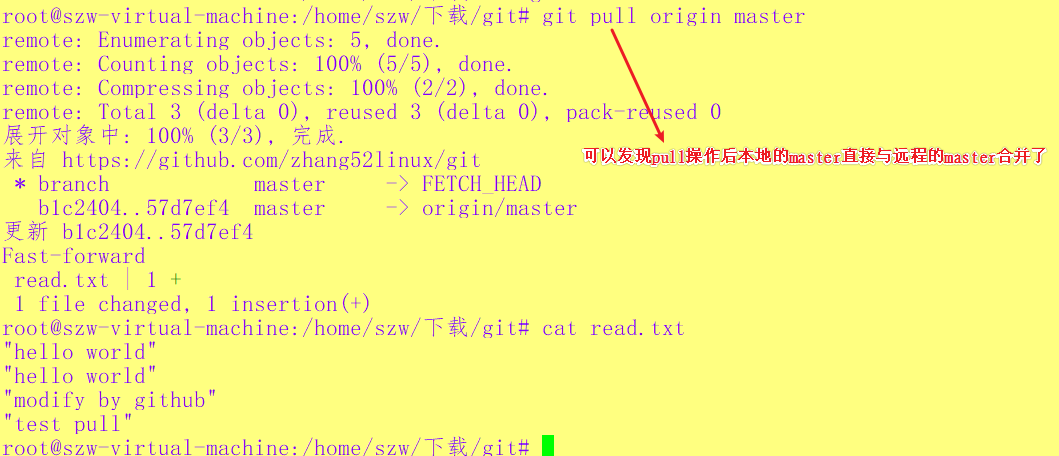 root@szw-virtual-machine:/home/szw/下载/git# git pull origin master
remote: Enumerating objects: 5, done.
remote: Counting objects: 100% (5/5), done.
remote: Compressing objects: 100% (2/2), done.
remote: Total 3 (delta 0), reused 3 (delta 0), pack-reused 0
展开对象中: 100% (3/3), 完成.
可以发现pull操作后本地的master直接与远程的master合并了
来自 https://github.com/zhang52linux/git
* branch master -> FETCH_HEAD
b1c2404..57d7ef4 master -> origin/master
更新 b1c2404..57d7ef4
Fast-forward
read.txt | 1 +
1 file changed, 1 insertion(+)
root@szw-virtual-machine:/home/szw/下载/git# cat read.txt
"hello world"
"hello world"
"modify by github"
"test pull"
root@szw-virtual-machine:/home/szw/下载/git#